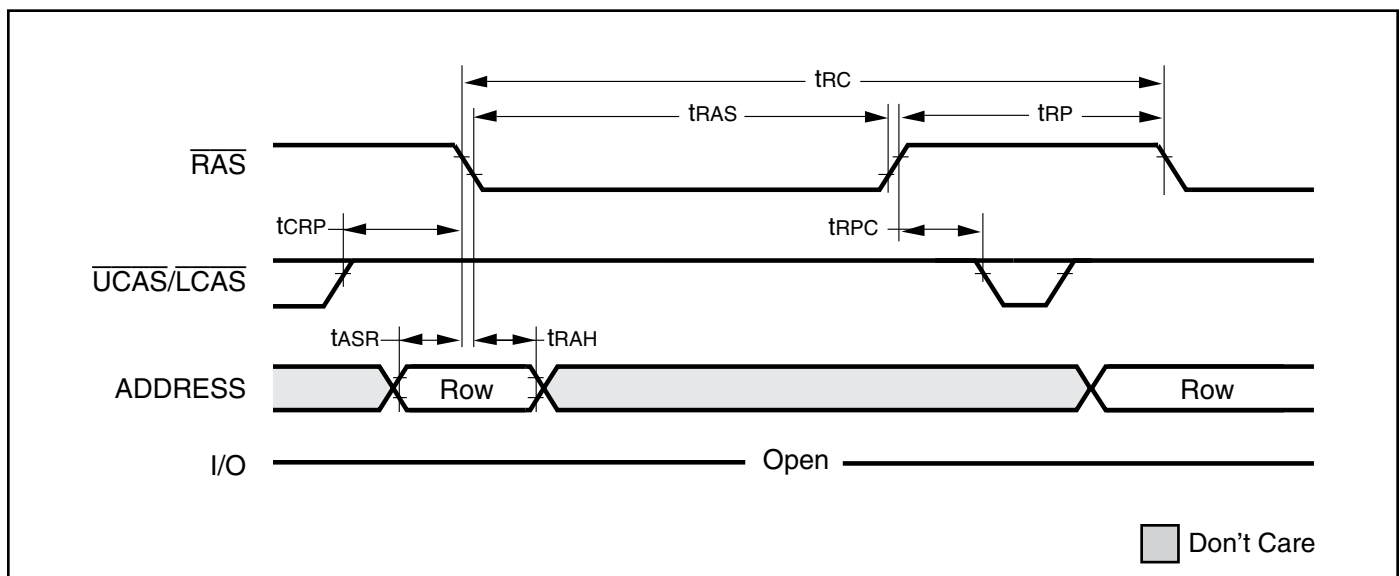 tRC
tRAS
tRP
RAS
tCRP
tRPC
UCAS/LCAS
tASR
tRAH
ADDRESS
Row
Row
I/O
Open
Don't Care